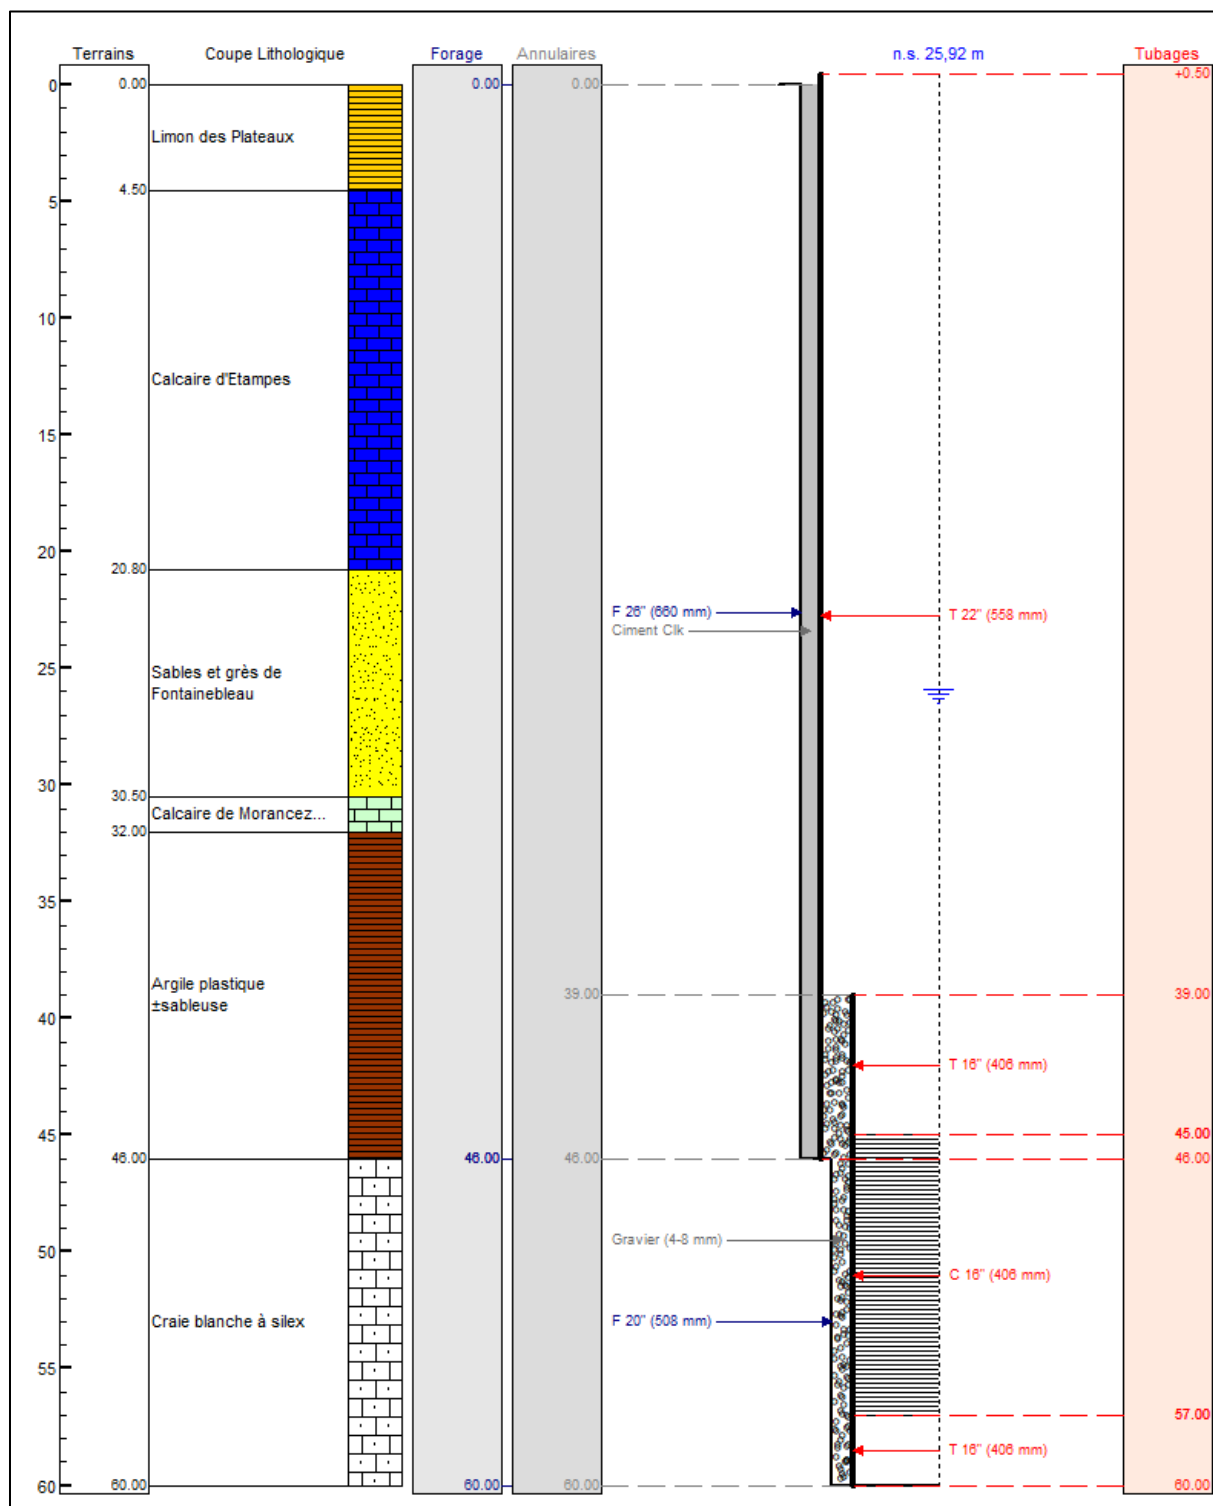 Terrains Coupe Lithologique Forage Annulaires n.s. 25,92 m Tubages
+0.50
0 0.00 0.00 0.00
Limon des Plateaux
4.50
5
10
Calcaire d'Etampes
15
20
20.80
F 26" (660 mm) T 22" (558 mm)
Ciment Clk
25
Sables et grès de
Fontainebleau
30
30.50
Calcaire de Morancez...
32.00
35
Argile plastique
±sableuse
39.00 39.00
40
T 16" (406 mm)
45 45.00
46.00 46.00 46.00 46.00
50
Gravier (4-8 mm)
C 16" (406 mm)
Craie blanche à silex
F 20" (508 mm)
55
57.00
T 16" (406 mm)
60 60.00 60.00 60.00 60.00